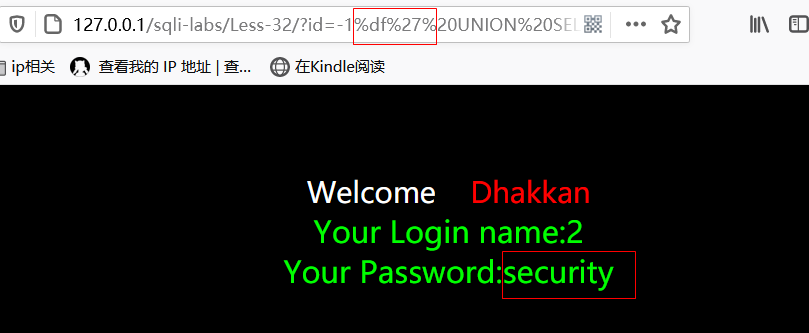 127.0.0.1/sqli-labs/Less-32/?id=-1%df%27%20UNION%20SEL
ip相关 查看我的 IP 地址 | 查... 在Kindle阅读
Welcome Dhakkan
Your Login name:2
Your Password:security